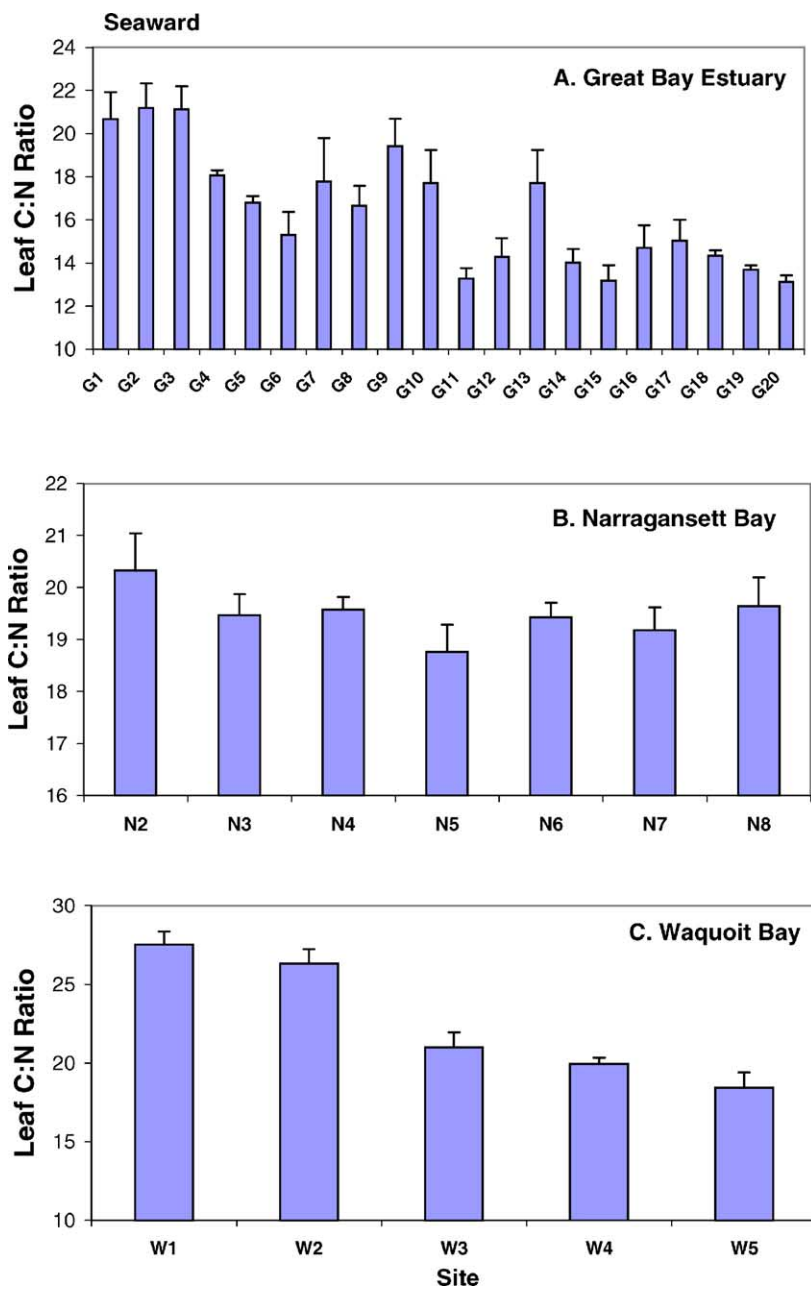 Seaward
A. Great Bay Estuary
Leaf C:N Ratio
24
22
20
18
16
14
12
10
G1 G2 G3 G4 G5 G6 G7 G8 G9 G10 G11 G12 G13 G14 G15 G16 G17 G18 G19 G20
B. Narragansett Bay
Leaf C:N Ratio
22
21
20
19
18
17
16
N2 N3 N4 N5 N6 N7 N8
C. Waquoit Bay
Leaf C:N Ratio
30
25
20
15
10
W1 W2 W3 W4 W5
Site